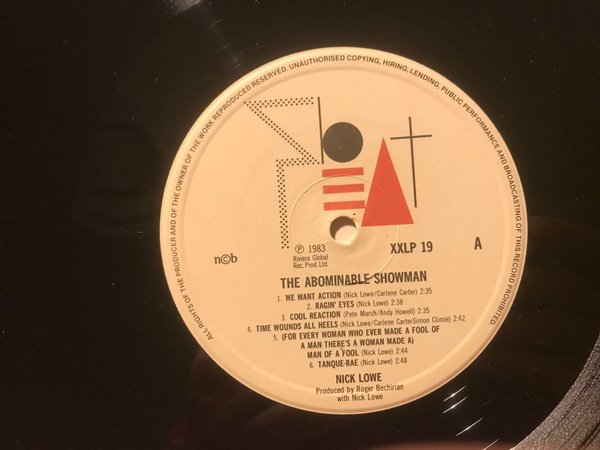 ALL RIGHTS OF THE PRODUCER AND OF THE OWNER OF THE WORK REPRODUCED RESERVED. UNAUTHORISED COPYING, HIRING, LENDING, PUBLIC PERFORMANCE AND BROADCASTING OF THIS RECORD PROHIBITED.
F BEAT
n©b
℗ 1983
Riviera Global
Rec. Prod. Ltd.
XXLP 19
A
THE ABOMINABLE SHOWMAN
1. WE WANT ACTION (Nick Lowe/Carlene Carter) 2:35
2. RAGIN' EYES (Nick Lowe) 2:38
3. COOL REACTION (Pete Marsh/Andy Howell) 2:35
4. TIME WOUNDS ALL HEELS (Nick Lowe/Carlene CarterSimon Climie) 2:42
5. (FOR EVERY WOMAN WHO EVER MADE A FOOL OF
A MAN THERE'S A WOMAN MADE A)
MAN OF A FOOL (Nick Lowe) 2:44
6. TANQUE-RAE (Nick Lowe) 2:48
NICK LOWE
Produced by Roger Bechirian
with Nick Lowe